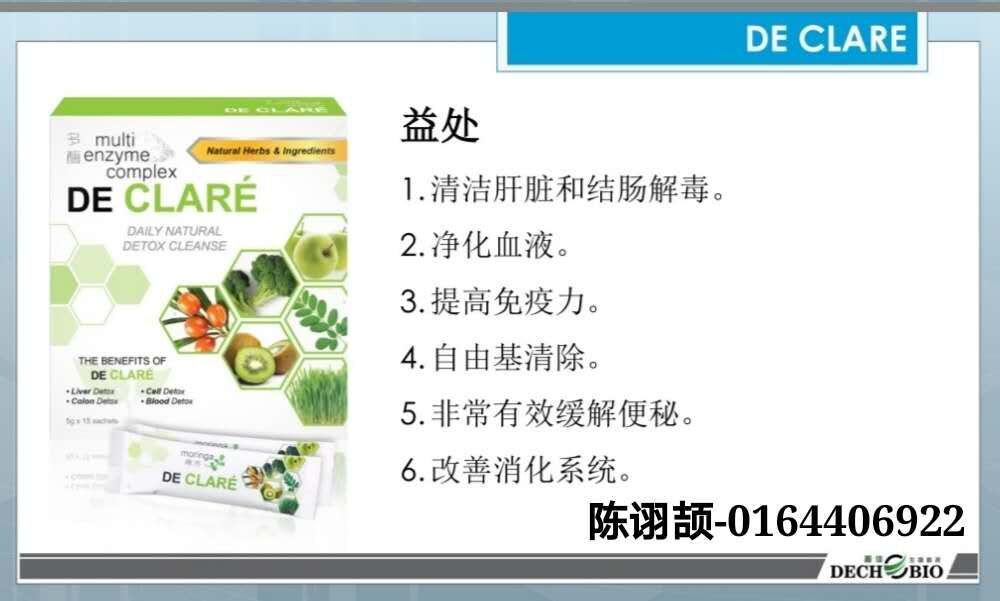 DE CLARE
DE CLARÉ
多
酶
multi
enzyme
complex
Natural Herbs & Ingredients
DE CLARÉ
DAILY NATURAL
DETOX CLEANSE
THE BENEFITS OF
DE CLARÉ
• Liver Detox • Cell Detox
• Colon Detox • Blood Detox
5g x 15 sachets
moringa
DE CLARÉ
益处
1.清洁肝脏和结肠解毒。
2.净化血液。
3.提高免疫力。
4.自由基清除。
5.非常有效缓解便秘。
6.改善消化系统。
陈诩颉-0164406922
DECH BIO